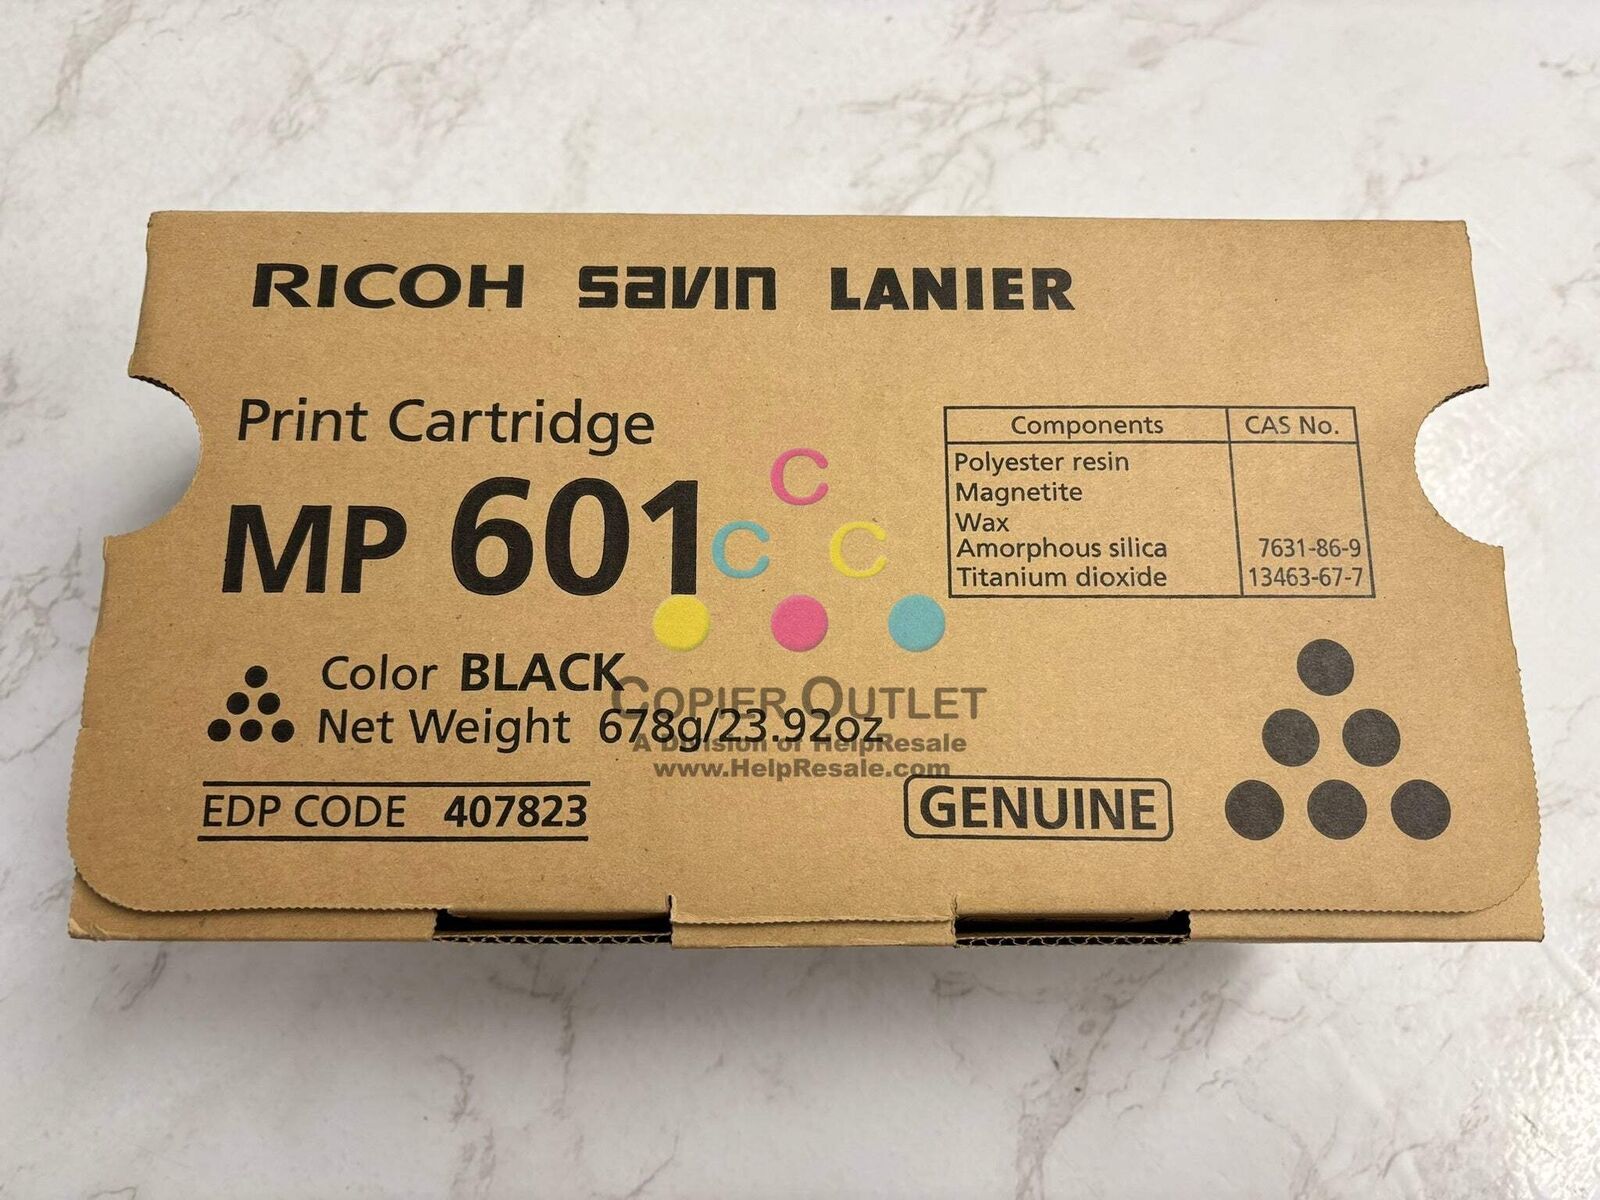 RICOH savin LANIER
Print Cartridge
MP 601
Components CAS No.
Polyester resin
Magnetite
Wax
Amorphous silica 7631-86-9
Titanium dioxide 13463-67-7
C
C C
Color BLACK
Net Weight 678g/23.92oz
COPIER OUTLET
A Division of HelpResale
www.HelpResale.com
EDP CODE 407823
GENUINE